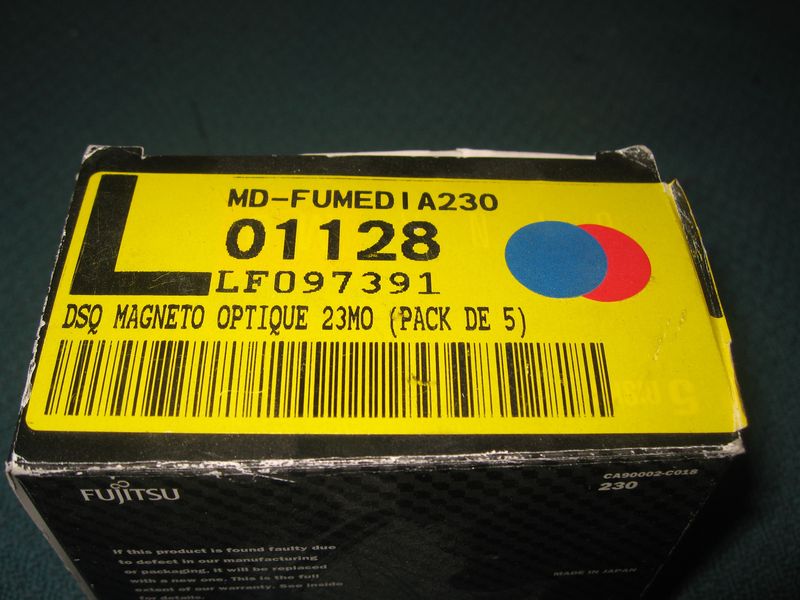 L
MD-FUMEDIA230
01128
LF097391
DSQ MAGNETO OPTIQUE 23MO (PACK DE 5)
FUJITSU
CA90002-C018
230
If this product is found faulty due
to defect in our manufacturing
or packaging, it will be replaced
with a new one. This is the full
extent of our warranty. See inside
for details.
MADE IN JAPAN